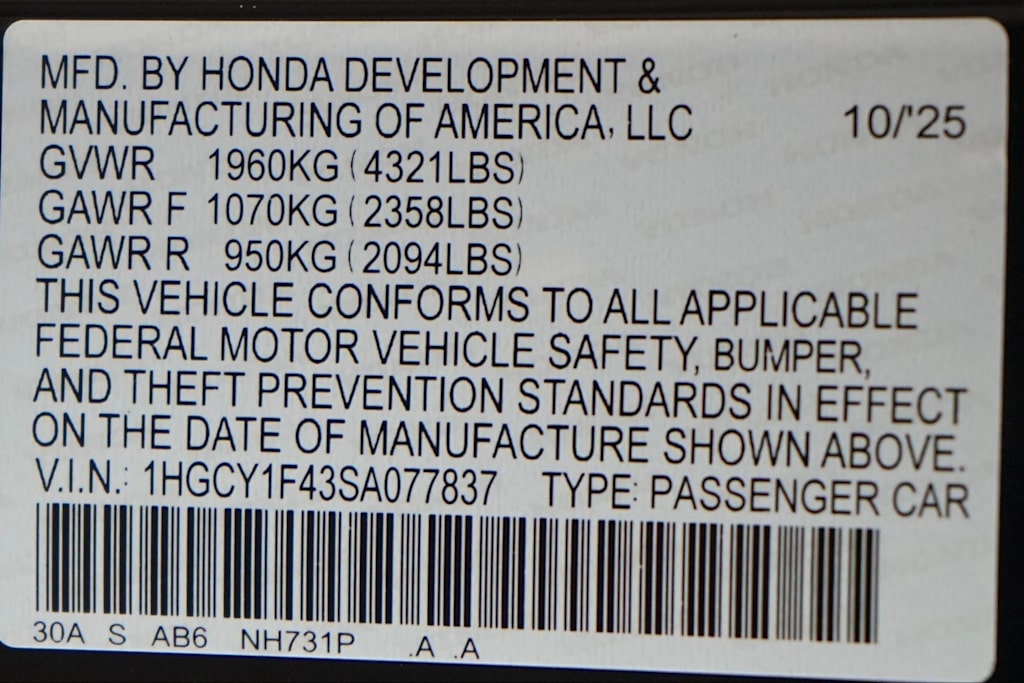 MFD. BY HONDA DEVELOPMENT &
MANUFACTURING OF AMERICA, LLC 10/'25
GVWR 1960KG (4321LBS)
GAWR F 1070KG (2358LBS)
GAWR R 950KG (2094LBS)
THIS VEHICLE CONFORMS TO ALL APPLICABLE
FEDERAL MOTOR VEHICLE SAFETY, BUMPER,
AND THEFT PREVENTION STANDARDS IN EFFECT
ON THE DATE OF MANUFACTURE SHOWN ABOVE.
V.I.N.: 1HGCY1F43SA077837 TYPE: PASSENGER CAR
30A S AB6 NH731P .A .A